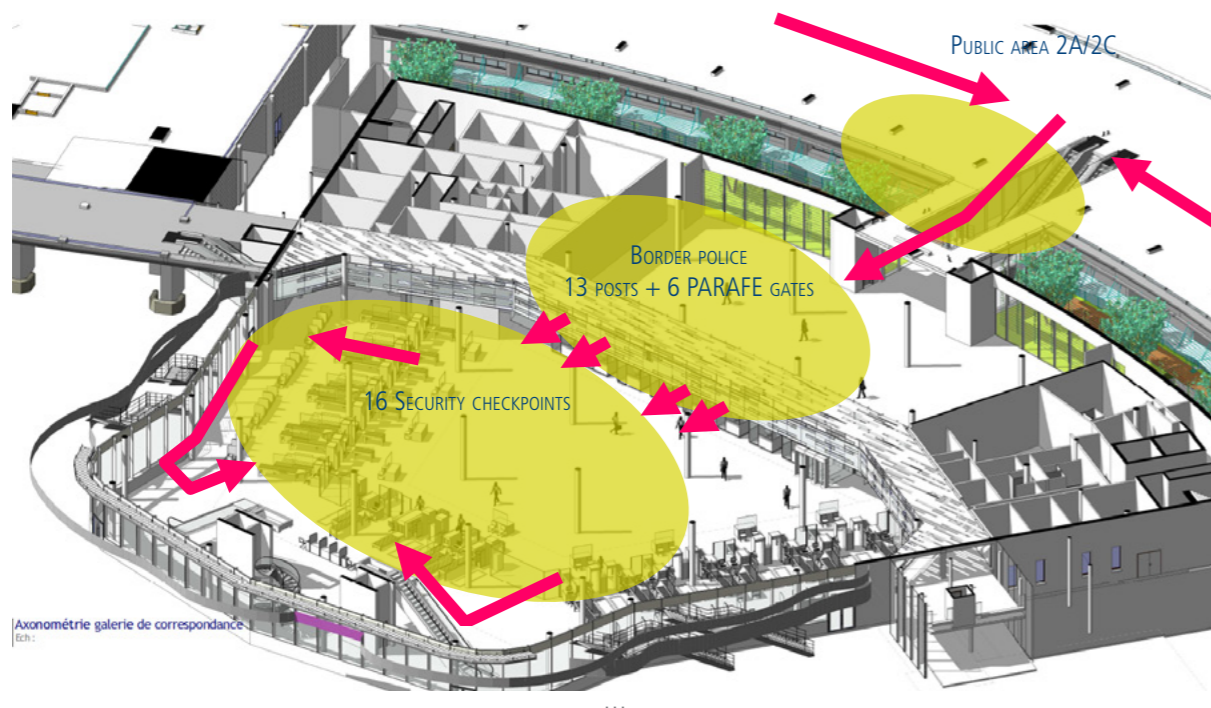 Public area 2A/2C
Border police
13 posts + 6 PARAFE gates
16 Security checkpoints
Axonométrie galerie de correspondance
Ech :
...